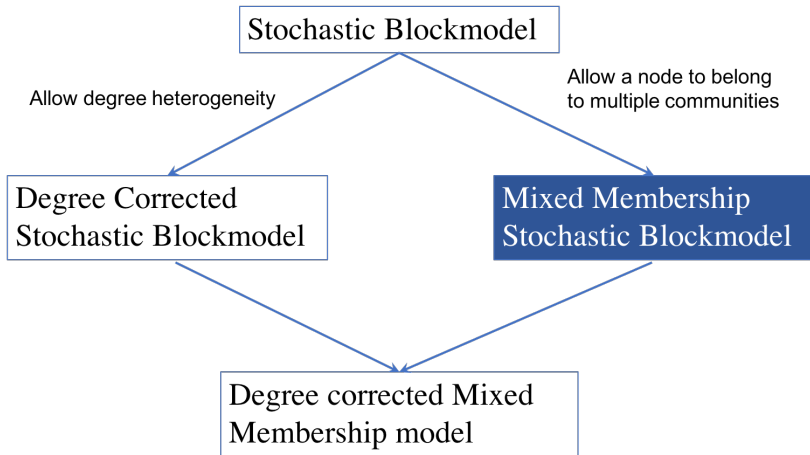 Stochastic Blockmodel
Allow degree heterogeneity
Allow a node to belong
to multiple communities
Degree Corrected
Stochastic Blockmodel
Mixed Membership
Stochastic Blockmodel
Degree corrected Mixed
Membership model